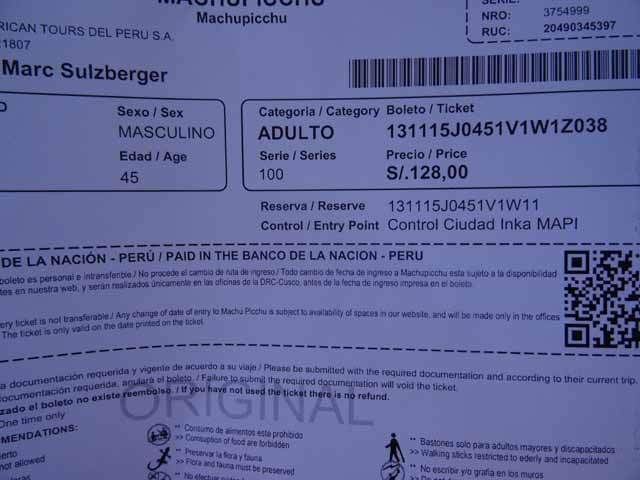 MACHUPICCHU
Machupicchu
SERIE:
NRO: 3754999
RUC: 20490345397
RICAN TOURS DEL PERU S.A.
21807
Marc Sulzberger
Sexo / Sex
MASCULINO
Edad / Age
45
Categoria / Category Boleto / Ticket
ADULTO 131115J0451V1W1Z038
Serie / Series Precio / Price
100 S/.128,00
Reserva / Reserve 131115J0451V1W11
Control / Entry Point Control Ciudad Inka MAPI
DE LA NACIÓN - PERÚ / PAID IN THE BANCO DE LA NACION - PERU
boleto es personal e intransferible./ No procede el cambio de ruta de ingreso / Todo cambio de fecha de ingreso a Machupicchu esta sujeto a la disponibilidad
tes en nuestra web, y serán realizados únicamente en las oficinas de la DRC-Cusco, antes de la fecha de ingreso impresa en el boleto.
ery ticket is not transferable./ Any change of date of entry to Machu Picchu is subject to availability of spaces in our website, and will be made only in the offices
The ticket is only valid on the date printed on the ticket.
a documentación requerida y vigente de acuerdo a su viaje / Please be submitted with the required documentation and according to their current trip.
documentación requerida, anulará el boleto. / Failure to submit the required documentation will void the ticket.
zado el boleto no existe reembolso. / If you have not used the ticket there is no refund.
One time only
ORIGINAL
MENDATIONS:
erto
not allowed
** Consumo de alimentos esta prohibido
>> Comsuption of food are forbidden
** Preservar la flora y fauna
>> Flora and fauna must be preserved
** No efectuar
** Bastones solo para adultos mayores y discapacitados
>> Walking sticks restricted to elderly and incapacitated
** No escribir y/o grafia en los muros